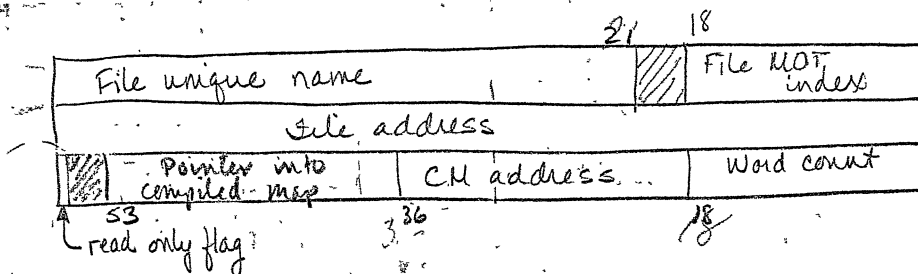 21 18
File unique name File MOT
index
File address
Pointer into CM address Word count
compiled map
53 36 18
read only flag